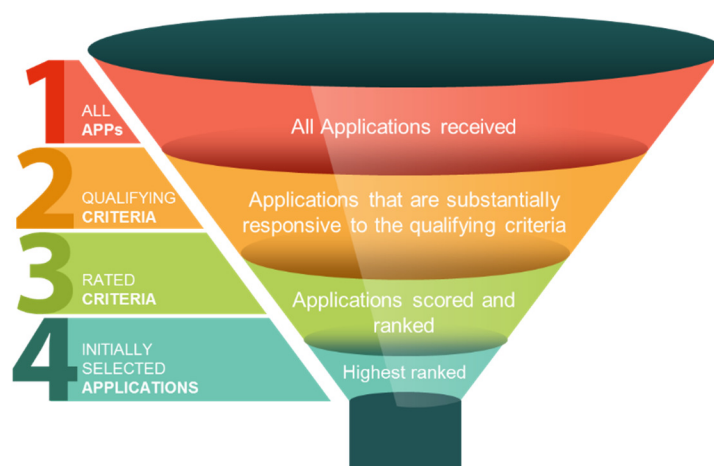 1
ALL
APPs
All Applications received
2
QUALIFYING
CRITERIA
Applications that are substantially
responsive to the qualifying criteria
3
RATED
CRITERIA
Applications scored and
ranked
4
INITIALLY
SELECTED
APPLICATIONS
Highest ranked